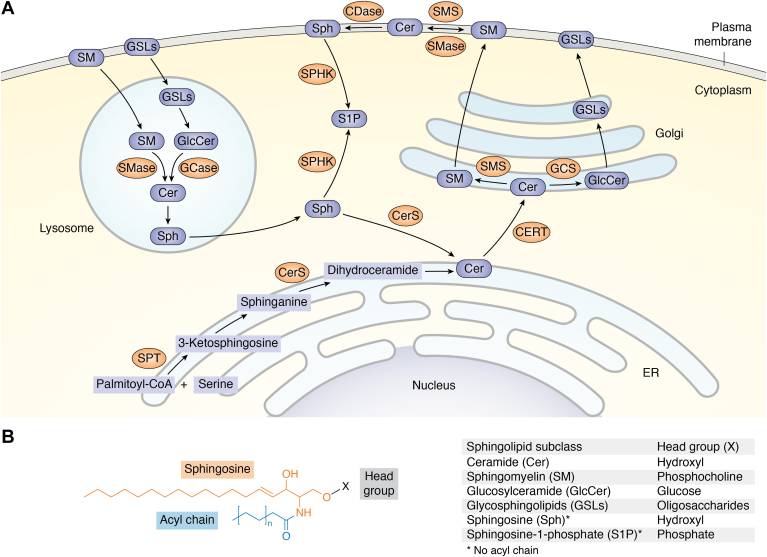 A
CDase
SMS
Sph
Cer
SM
SMase
Plasma
membrane
GSLs
GSLs
SM
Cytoplasm
SPHK
GSLs
GSLs
S1P
Golgi
SM
GlcCer
SMase
GCase
SPHK
SMS
GCS
SM
Cer
GlcCer
Cer
Sph
CerS
Lysosome
Sph
CERT
CerS
Dihydroceramide
Cer
Sphinganine
3-Ketosphingosine
SPT
ER
Palmitoyl-CoA + Serine
Nucleus
B
Sphingosine
OH
O
X
Head
group
Acyl chain
n
HN
O
Sphingolipid subclass Head group (X)
Ceramide (Cer) Hydroxyl
Sphingomyelin (SM) Phosphocholine
Glucosylceramide (GlcCer) Glucose
Glycosphingolipids (GSLs) Oligosaccharides
Sphingosine (Sph)* Hydroxyl
Sphingosine-1-phosphate (S1P)* Phosphate
* No acyl chain